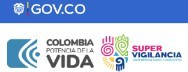 GOV.CO
COLOMBIA
POTENCIA DE LA
VIDA
SUPER
VIGILANCIA